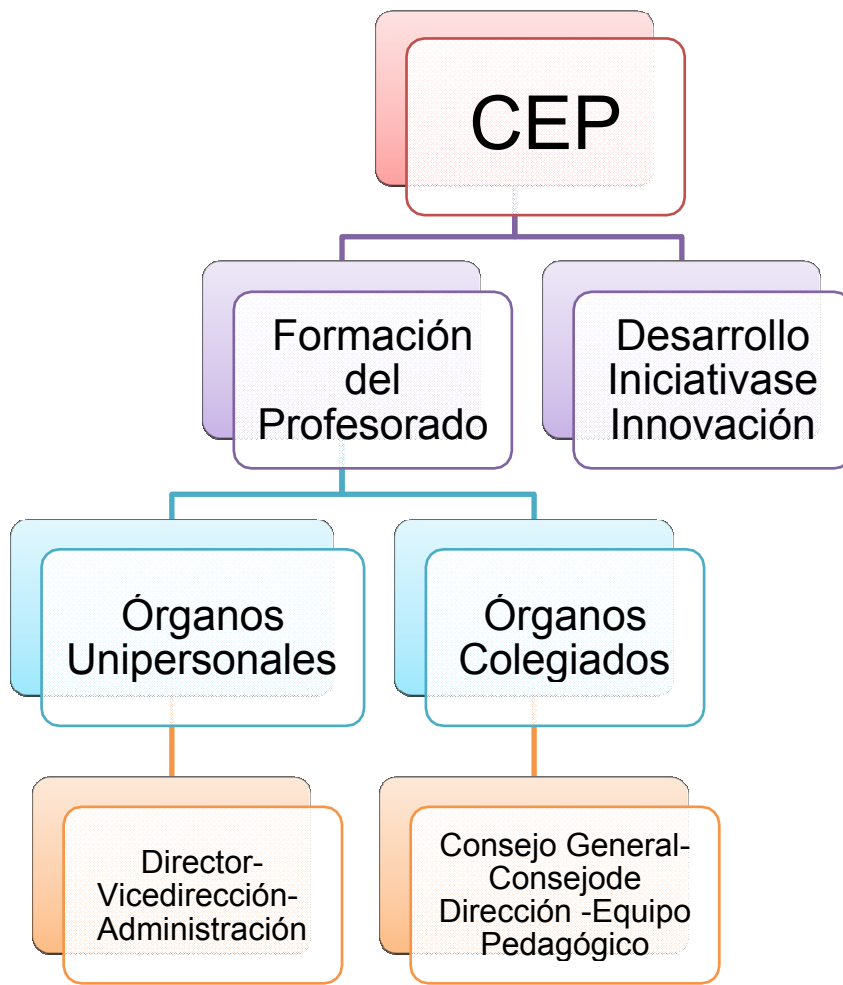 CEP
Formación
del
Profesorado
Desarrollo
Iniciativase
Innovación
Órganos
Unipersonales
Órganos
Colegiados
Director-
Vicedirección-
Administración
Consejo General-
Consejode
Dirección -Equipo
Pedagógico